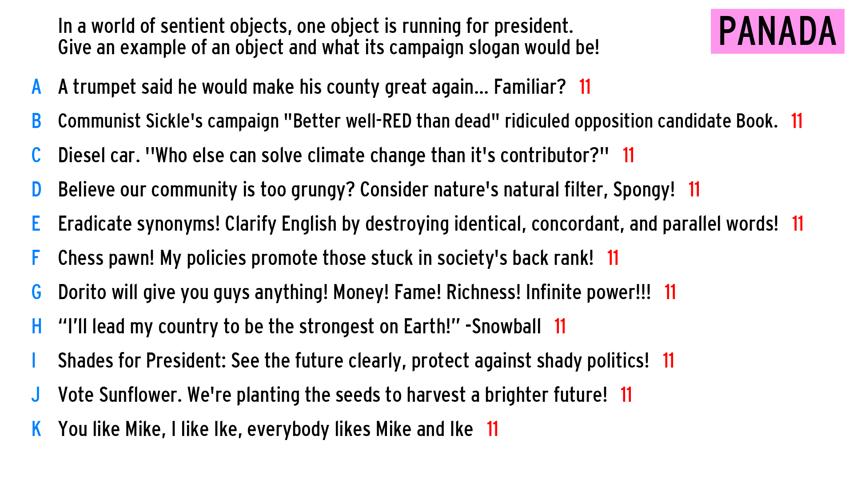 In a world of sentient objects, one object is running for president.
Give an example of an object and what its campaign slogan would be!
PANADA
A A trumpet said he would make his county great again... Familiar? 11
B Communist Sickle's campaign "Better well-RED than dead" ridiculed opposition candidate Book. 11
C Diesel car. "Who else can solve climate change than it's contributor?" 11
D Believe our community is too grungy? Consider nature's natural filter, Spongy! 11
E Eradicate synonyms! Clarify English by destroying identical, concordant, and parallel words! 11
F Chess pawn! My policies promote those stuck in society's back rank! 11
G Dorito will give you guys anything! Money! Fame! Richness! Infinite power!!! 11
H “I’ll lead my country to be the strongest on Earth!” -Snowball 11
I Shades for President: See the future clearly, protect against shady politics! 11
J Vote Sunflower. We're planting the seeds to harvest a brighter future! 11
K You like Mike, I like Ike, everybody likes Mike and Ike 11